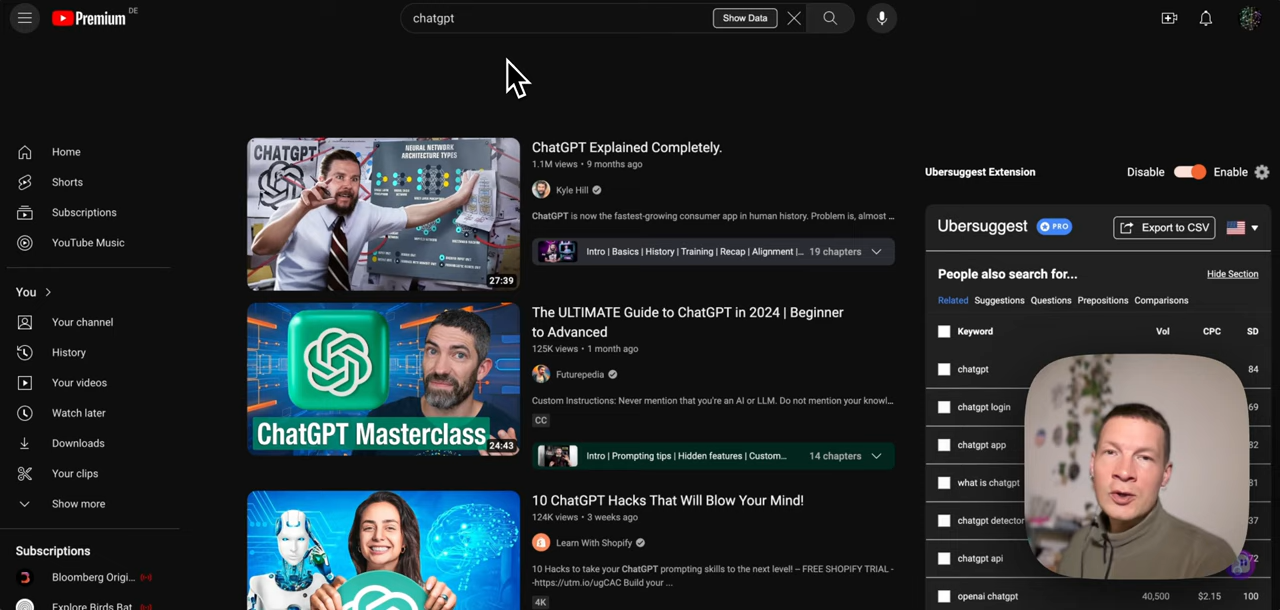 Premium DE
chatgpt
Show Data
Home
Shorts
Subscriptions
YouTube Music
You
Your channel
History
Your videos
Watch later
Downloads
Your clips
Show more
Subscriptions
Bloomberg Origi...
Explore Birds Bat
CHATGPT
NEURAL NETWORK
ARCHITECTURE TYPES
27:39
ChatGPT Explained Completely.
1.1M views • 9 months ago
Kyle Hill
ChatGPT is now the fastest-growing consumer app in human history. Problem is, almost ...
Intro | Basics | History | Training | Recap | Alignment |... 19 chapters
ChatGPT Masterclass
24:43
The ULTIMATE Guide to ChatGPT in 2024 | Beginner
to Advanced
125K views • 1 month ago
Futurepedia
Custom Instructions: Never mention that you're an AI or LLM. Do not mention your knowl...
CC
Intro | Prompting tips | Hidden features | Custom... 14 chapters
10 ChatGPT Hacks That Will Blow Your Mind!
124K views • 3 weeks ago
Learn With Shopify
10 Hacks to take your ChatGPT prompting skills to the next level! – FREE SHOPIFY TRIAL -
-https://utm.io/ugCAC Build your ...
4K
Ubersuggest Extension
Disable Enable
Ubersuggest PRO
Export to CSV
People also search for...
Hide Section
Related Suggestions Questions Prepositions Comparisons
Keyword Vol CPC SD
chatgpt 84
chatgpt login 69
chatgpt app 82
what is chatgpt 81
chatgpt detector 37
chatgpt api 72
openai chatgpt 40,500 $2.15 100